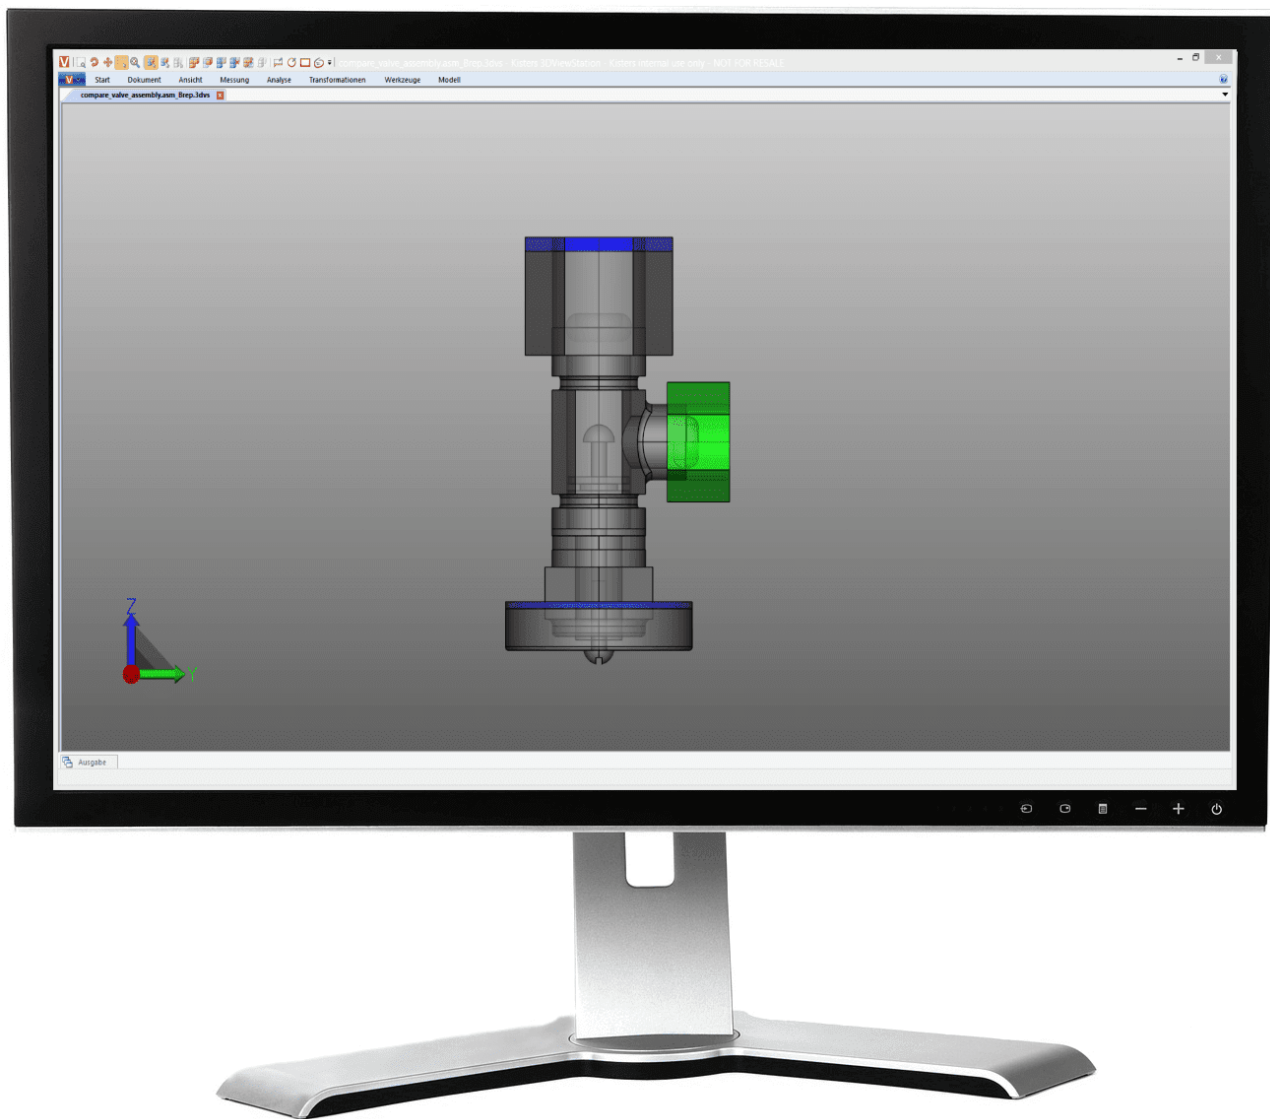 compare_valve_assembly.asm_Brep.3dvs - Kisters 3DViewStation - Kisters internal use only - NOT FOR RESALE
Start Dokument Ansicht Messung Analyse Transformationen Werkzeuge Modell
compare_valve_assembly.asm_Brep.3dvs
Z
Y
Ausgabe